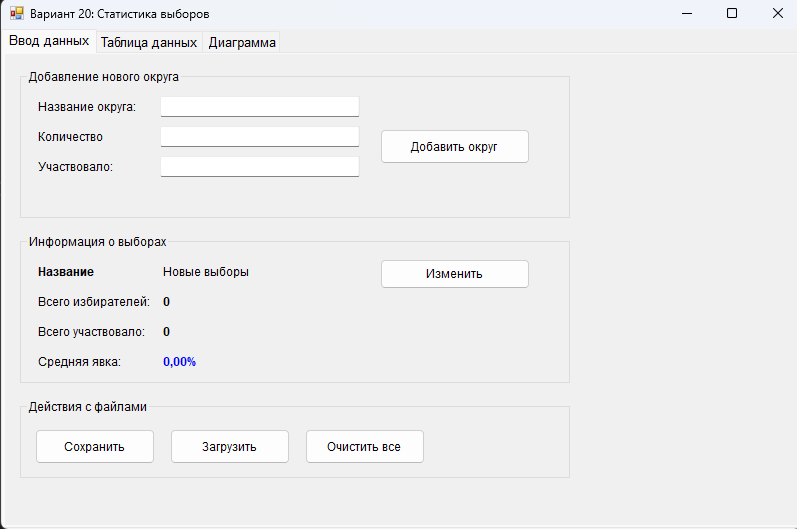 Вариант 20: Статистика выборов
Ввод данных Таблица данных Диаграмма
Добавление нового округа
Название округа:
Количество
Добавить округ
Участвовало:
Информация о выборах
Название Новые выборы Изменить
Всего избирателей: 0
Всего участвовало: 0
Средняя явка: 0,00%
Действия с файлами
Сохранить Загрузить Очистить все